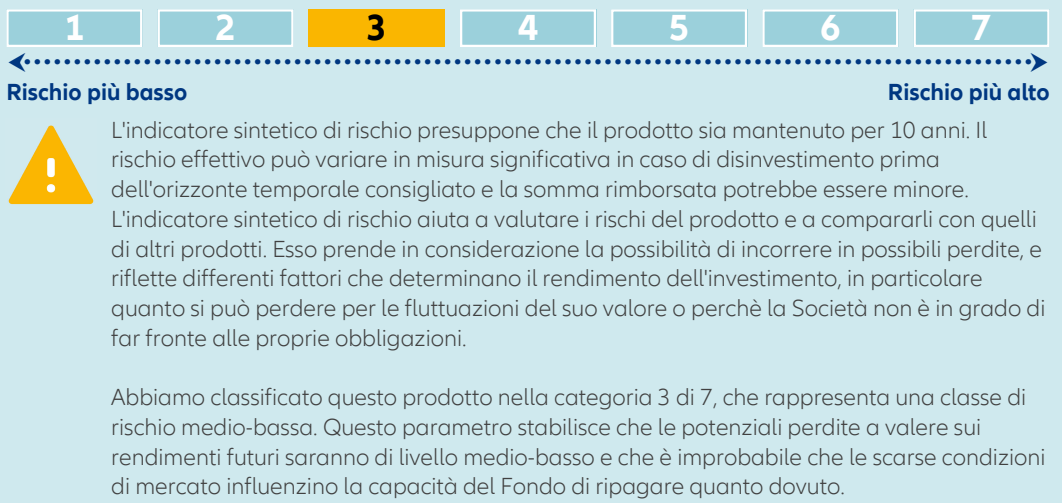 1 2 3 4 5 6 7
Rischio più basso Rischio più alto
L'indicatore sintetico di rischio presuppone che il prodotto sia mantenuto per 10 anni. Il
rischio effettivo può variare in misura significativa in caso di disinvestimento prima
dell'orizzonte temporale consigliato e la somma rimborsata potrebbe essere minore.
L'indicatore sintetico di rischio aiuta a valutare i rischi del prodotto e a compararli con quelli
di altri prodotti. Esso prende in considerazione la possibilità di incorrere in possibili perdite, e
riflette differenti fattori che determinano il rendimento dell'investimento, in particolare
quanto si può perdere per le fluttuazioni del suo valore o perchè la Società non è in grado di
far fronte alle proprie obbligazioni.
Abbiamo classificato questo prodotto nella categoria 3 di 7, che rappresenta una classe di
rischio medio-bassa. Questo parametro stabilisce che le potenziali perdite a valere sui
rendimenti futuri saranno di livello medio-basso e che è improbabile che le scarse condizioni
di mercato influenzino la capacità del Fondo di ripagare quanto dovuto.